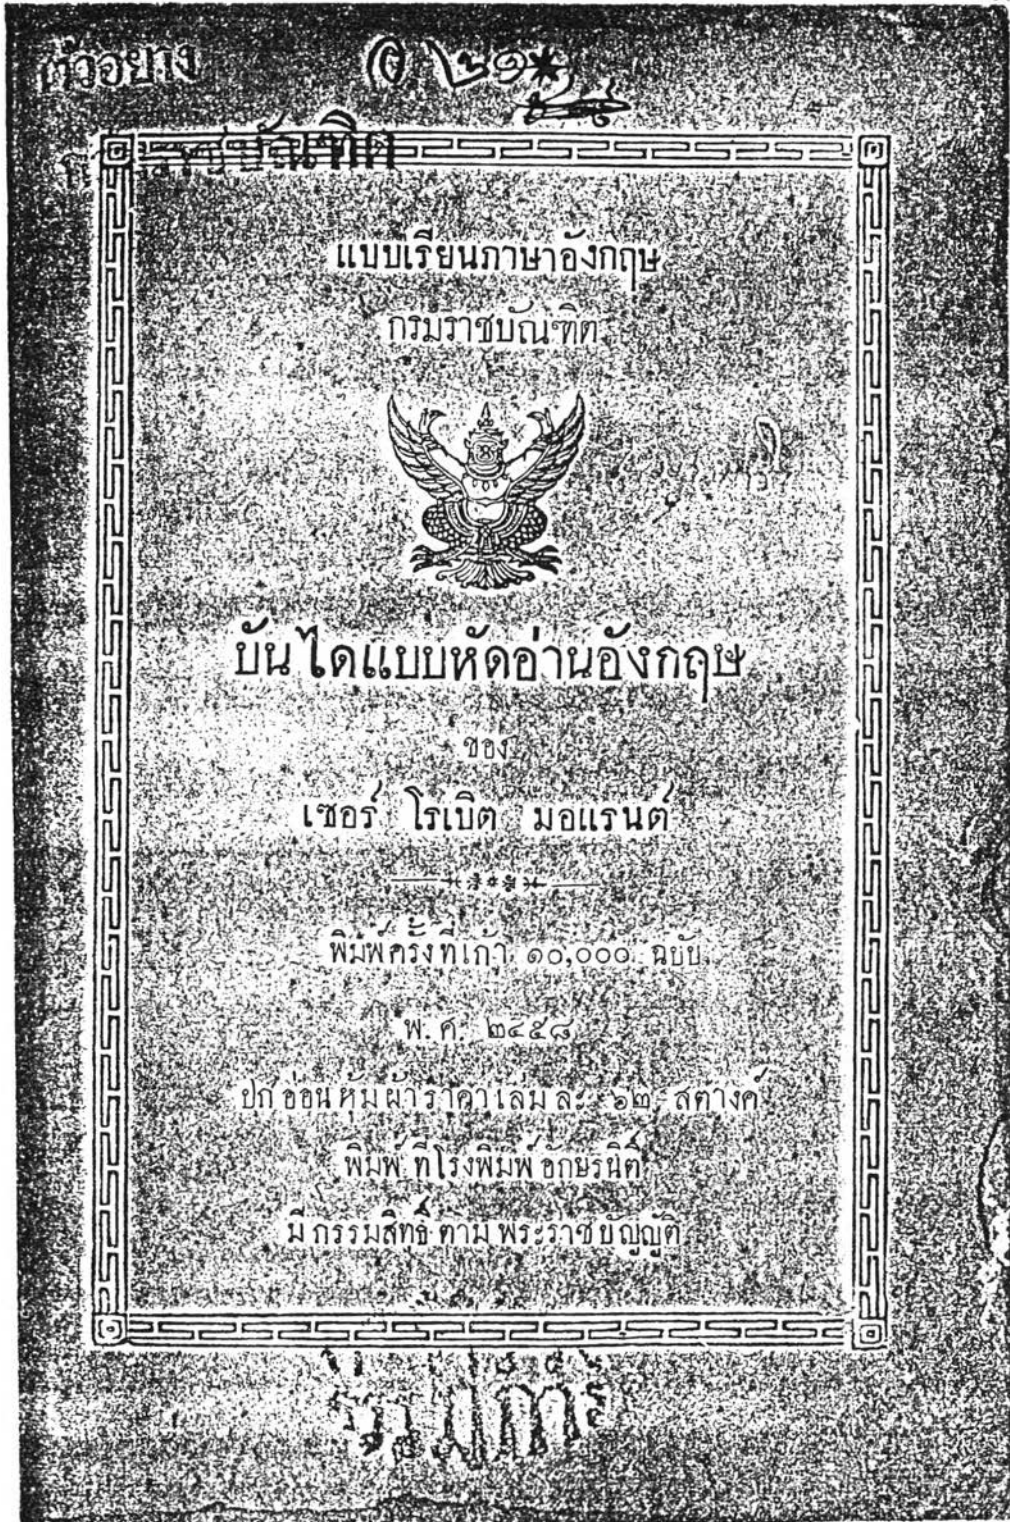 ตัวอย่าง
๒๑*
บัณฑิต
แบบเรียนภาษาอังกฤษ
กรมราชบัณฑิต
บันไดแบบหัดอ่านอังกฤษ
ของ
เซอร์ โรเบิต มอแรนต์
พิมพ์ครั้งที่เก้า ๑๐,๐๐๐ ฉบับ
พ.ศ. ๒๔๕๘
ปกอ่อนหุ้มผ้าราคาเล่มละ ๖๒ สตางค์
พิมพ์ที่โรงพิมพ์อักษรนิติ
มีกรรมสิทธิ์ตามพระราชบัญญัติ